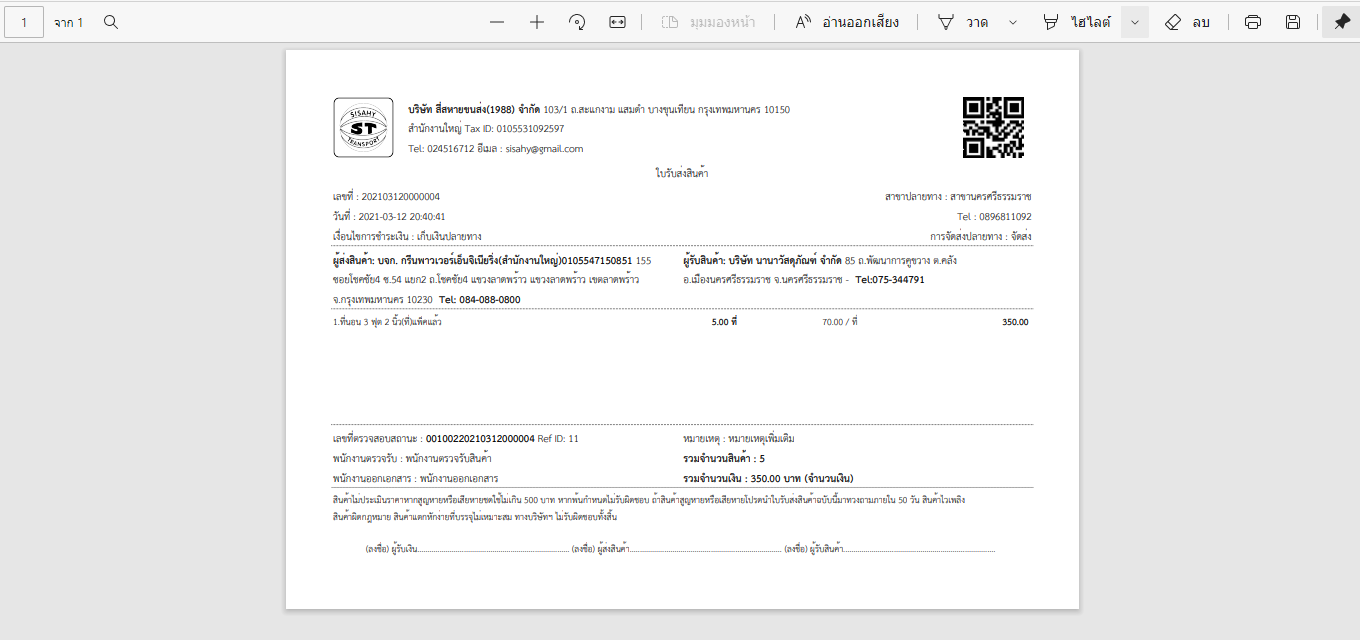 1 จาก 1 มุมมองหน้า อ่านออกเสียง วาด ไฮไลต์ ลบ
SISAHY
ST
TRANSPORT
บริษัท สี่สหายขนส่ง(1988) จำกัด 103/1 ถ.สะแกงาม แสมดำ บางขุนเทียน กรุงเทพมหานคร 10150
สำนักงานใหญ่ Tax ID: 0105531092597
Tel: 024516712 อีเมล : sisahy@gmail.com
ใบรับส่งสินค้า
เลขที่ : 202103120000004 สาขาปลายทาง : สาขานครศรีธรรมราช
วันที่ : 2021-03-12 20:40:41 Tel : 0896811092
เงื่อนไขการชำระเงิน : เก็บเงินปลายทาง การจัดส่งปลายทาง : จัดส่ง
ผู้ส่งสินค้า: บจก. กรีนพาวเวอร์เอ็นจิเนียริ่ง(สำนักงานใหญ่)0105547150851 155 ผู้รับสินค้า: บริษัท นานาวัสดุภัณฑ์ จำกัด 85 ถ.พัฒนาการคูขวาง ต.คลัง
ซอยโชคชัย4 ซ.54 แยก2 ถ.โชคชัย4 แขวงลาดพร้าว แขวงลาดพร้าว เขตลาดพร้าว อ.เมืองนครศรีธรรมราช จ.นครศรีธรรมราช - Tel:075-344791
จ.กรุงเทพมหานคร 10230 Tel: 084-088-0800
1.ที่นอน 3 ฟุต 2 นิ้ว(ที่)แพ็คแล้ว 5.00 ที่ 70.00 / ที่ 350.00
เลขที่ตรวจสอบสถานะ : 00100220210312000004 Ref ID: 11 หมายเหตุ : หมายเหตุเพิ่มเติม
พนักงานตรวจรับ : พนักงานตรวจรับสินค้า รวมจำนวนสินค้า : 5
พนักงานออกเอกสาร : พนักงานออกเอกสาร รวมจำนวนเงิน : 350.00 บาท (จำนวนเงิน)
สินค้าไม่ประเมินราคาหากสูญหายหรือเสียหายชดใช้ไม่เกิน 500 บาท หากพ้นกำหนดไม่รับผิดชอบ ถ้าสินค้าสูญหายหรือเสียหายโปรดนำใบรับส่งสินค้าฉบับนี้มาทวงถามภายใน 50 วัน สินค้าไวเพลิง
สินค้าผิดกฎหมาย สินค้าแตกหักง่ายที่บรรจุไม่เหมาะสม ทางบริษัทฯ ไม่รับผิดชอบทั้งสิ้น
(ลงชื่อ) ผู้รับเงิน.................... (ลงชื่อ) ผู้ส่งสินค้า.................... (ลงชื่อ) ผู้รับสินค้า....................